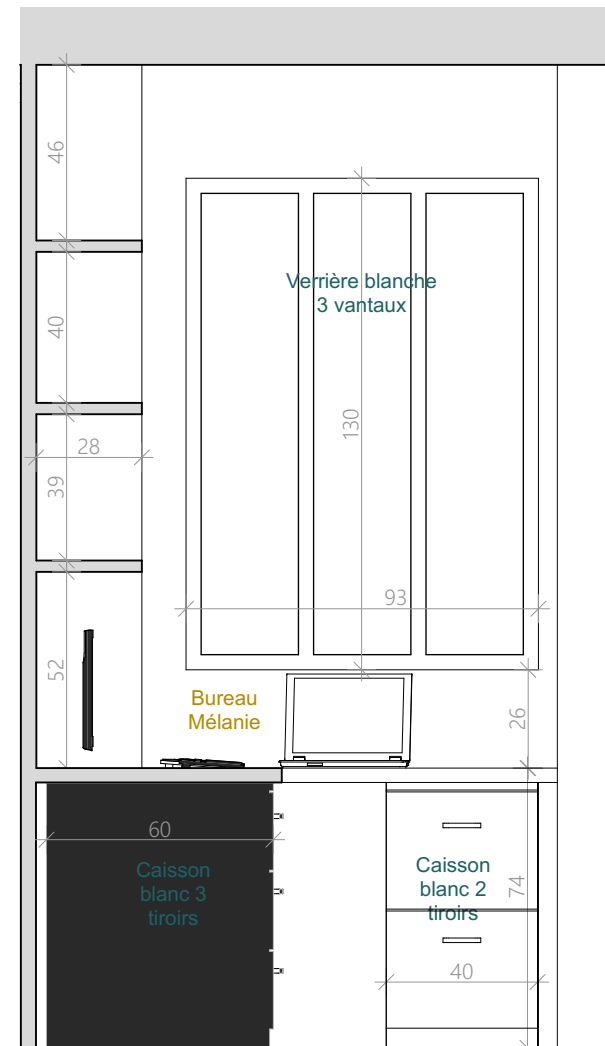 46
40
Verrière blanche
3 vantaux
130
28
39
93
52
Bureau
Mélanie
26
60
Caisson
blanc 3
tiroirs
Caisson
blanc 2
tiroirs
74
40